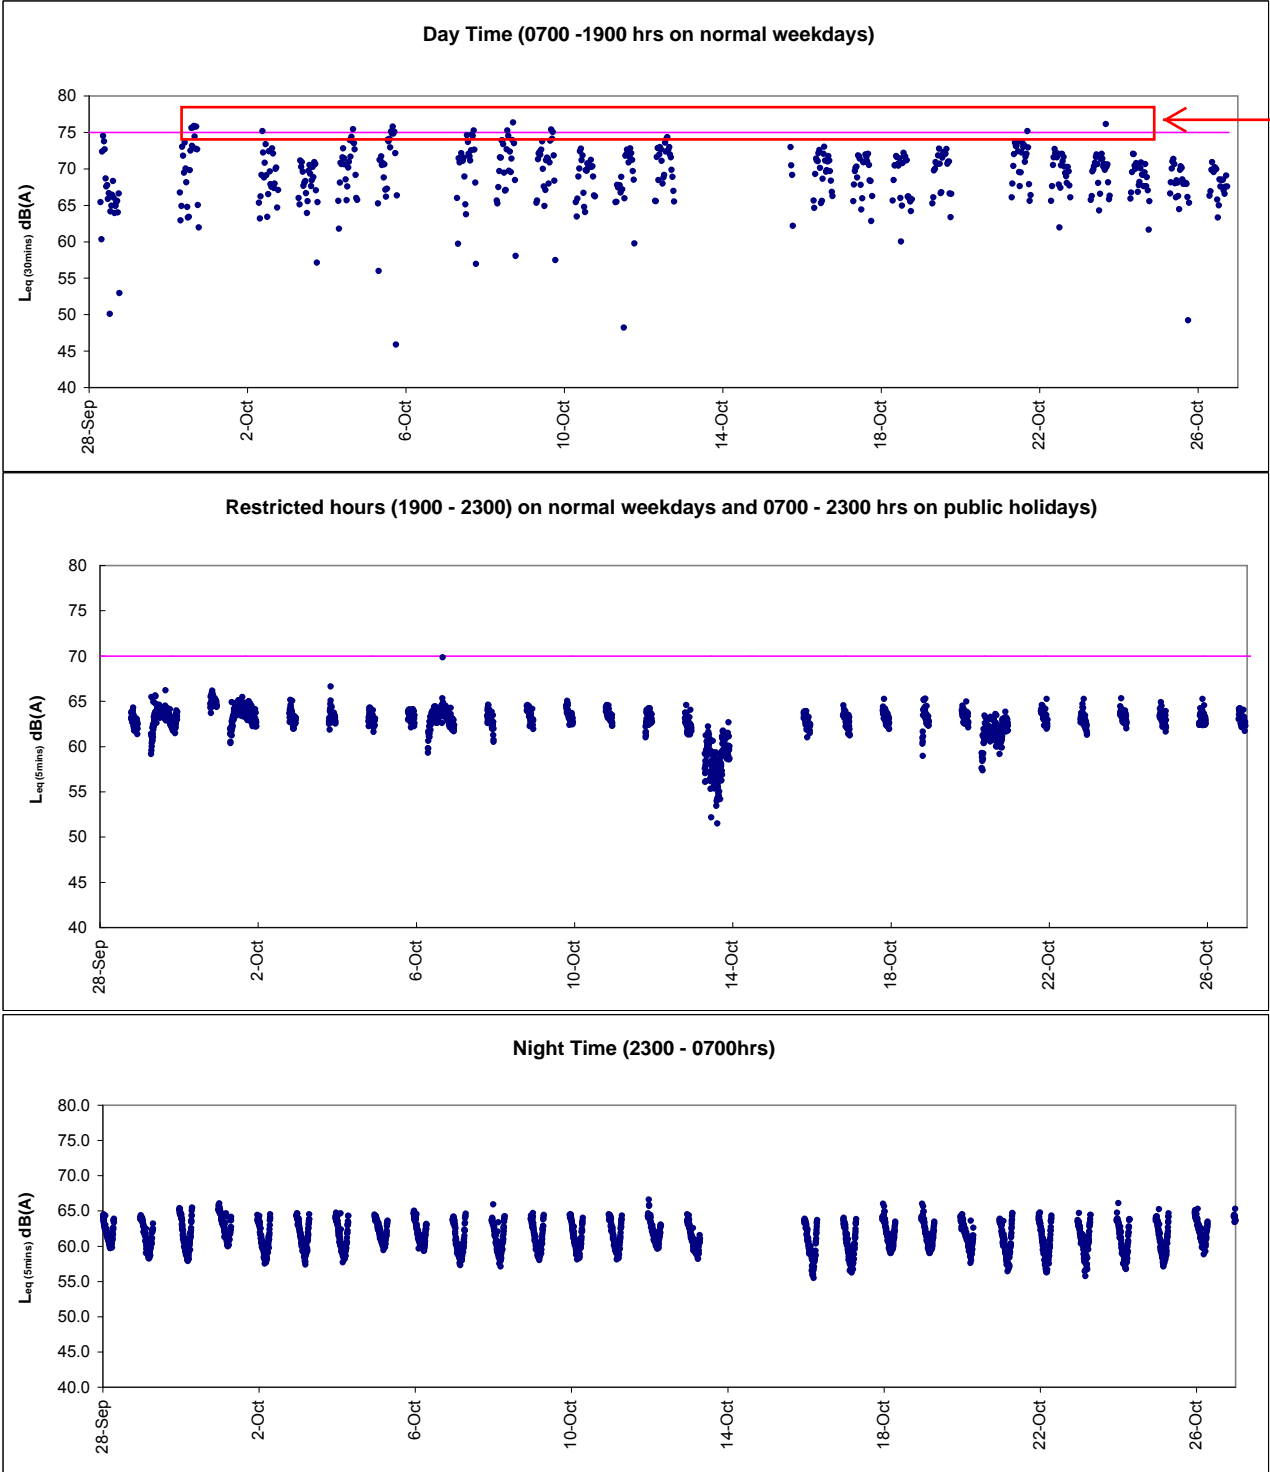 Day Time (0700 -1900 hrs on normal weekdays)
80
75
70
65
60
55
50
45
40
Leq (30mins) dB(A)
28-Sep
2-Oct
6-Oct
10-Oct
14-Oct
18-Oct
22-Oct
26-Oct
Restricted hours (1900 - 2300) on normal weekdays and 0700 - 2300 hrs on public holidays)
80
75
70
65
60
55
50
45
40
Leq (5mins) dB(A)
28-Sep
2-Oct
6-Oct
10-Oct
14-Oct
18-Oct
22-Oct
26-Oct
Night Time (2300 - 0700hrs)
80.0
75.0
70.0
65.0
60.0
55.0
50.0
45.0
40.0
Leq (5mins) dB(A)
28-Sep
2-Oct
6-Oct
10-Oct
14-Oct
18-Oct
22-Oct
26-Oct